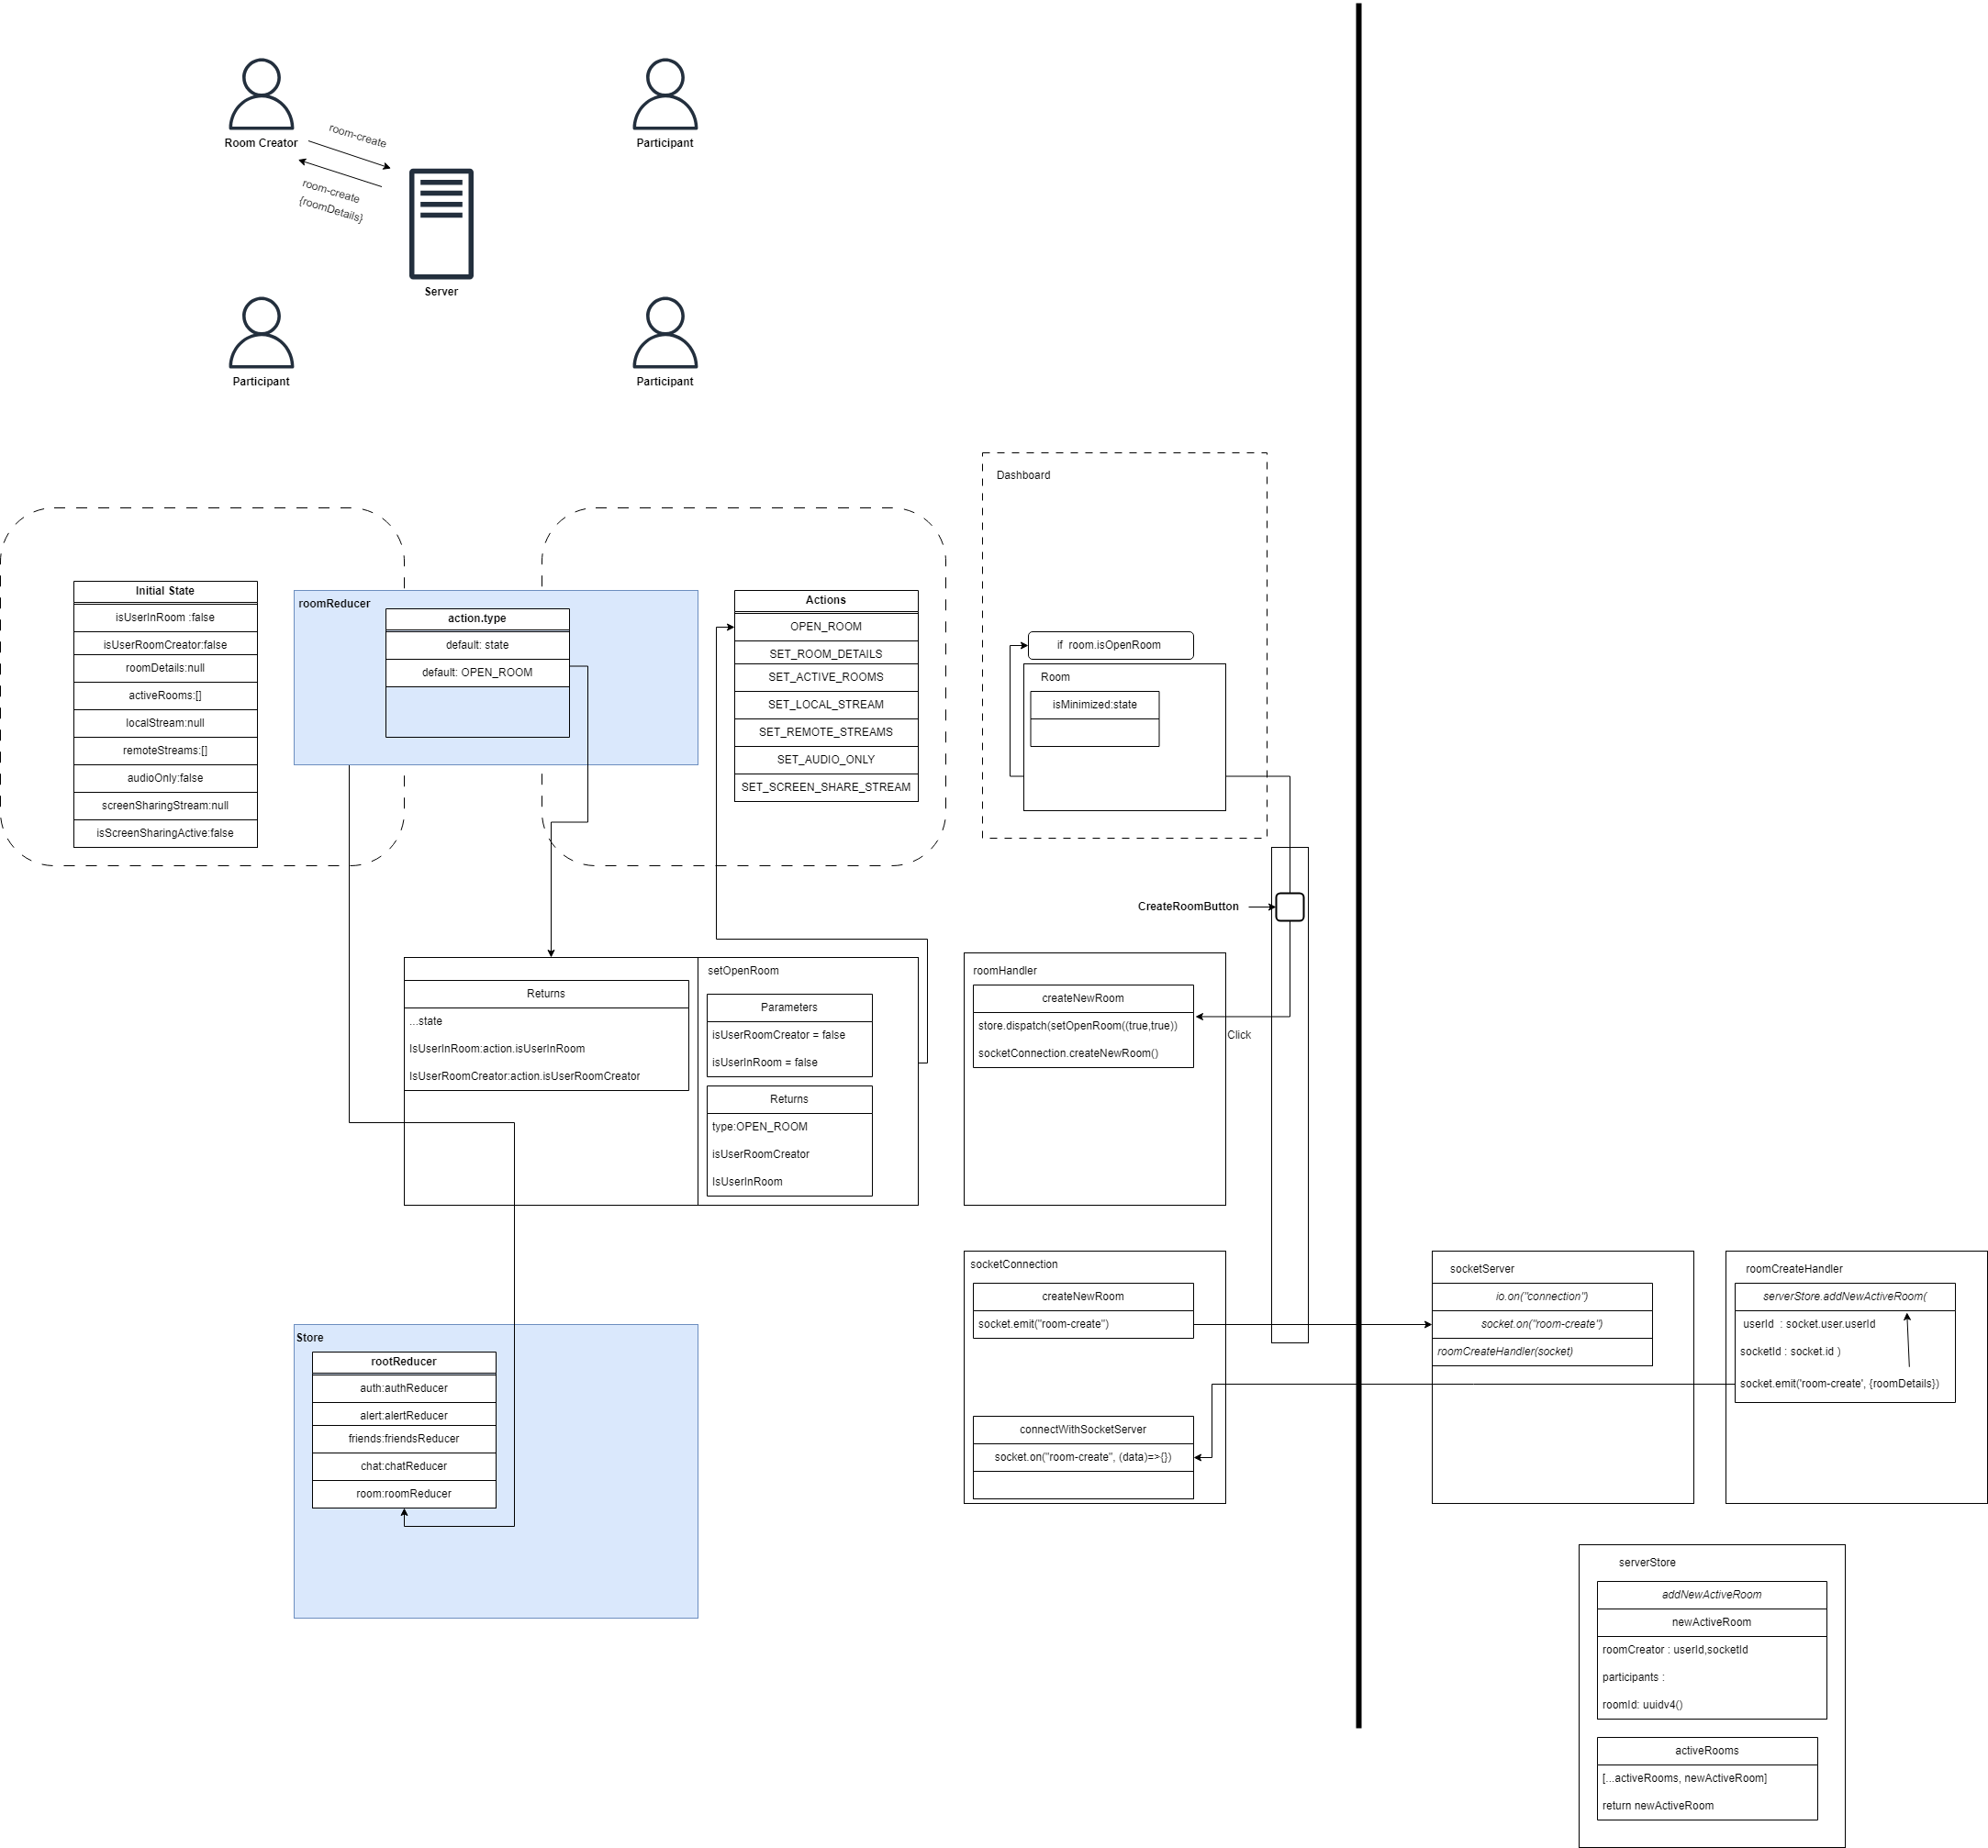 Room Creator
room-create
room-create
{roomDetails}
Server
Participant
Participant
Participant
Dashboard
Initial State
isUserInRoom :false
isUserRoomCreator:false
roomDetails:null
activeRooms:[]
localStream:null
remoteStreams:[]
audioOnly:false
screenSharingStream:null
isScreenSharingActive:false
roomReducer
action.type
default: state
default: OPEN_ROOM
Actions
OPEN_ROOM
SET_ROOM_DETAILS
SET_ACTIVE_ROOMS
SET_LOCAL_STREAM
SET_REMOTE_STREAMS
SET_AUDIO_ONLY
SET_SCREEN_SHARE_STREAM
if room.isOpenRoom
Room
isMinimized:state
CreateRoomButton
Returns
...state
IsUserInRoom:action.isUserInRoom
IsUserRoomCreator:action.isUserRoomCreator
setOpenRoom
Parameters
isUserRoomCreator = false
isUserInRoom = false
Returns
type:OPEN_ROOM
isUserRoomCreator
IsUserInRoom
roomHandler
createNewRoom
store.dispatch(setOpenRoom((true,true))
socketConnection.createNewRoom()
Click
Store
rootReducer
auth:authReducer
alert:alertReducer
friends:friendsReducer
chat:chatReducer
room:roomReducer
socketConnection
createNewRoom
socket.emit("room-create")
connectWithSocketServer
socket.on("room-create", (data)=>{})
socketServer
io.on("connection")
socket.on("room-create")
roomCreateHandler(socket)
roomCreateHandler
serverStore.addNewActiveRoom(
userId : socket.user.userId
socketId : socket.id )
socket.emit('room-create', {roomDetails})
serverStore
addNewActiveRoom
newActiveRoom
roomCreator : userId,socketId
participants :
roomId: uuidv4()
activeRooms
[...activeRooms, newActiveRoom]
return newActiveRoom